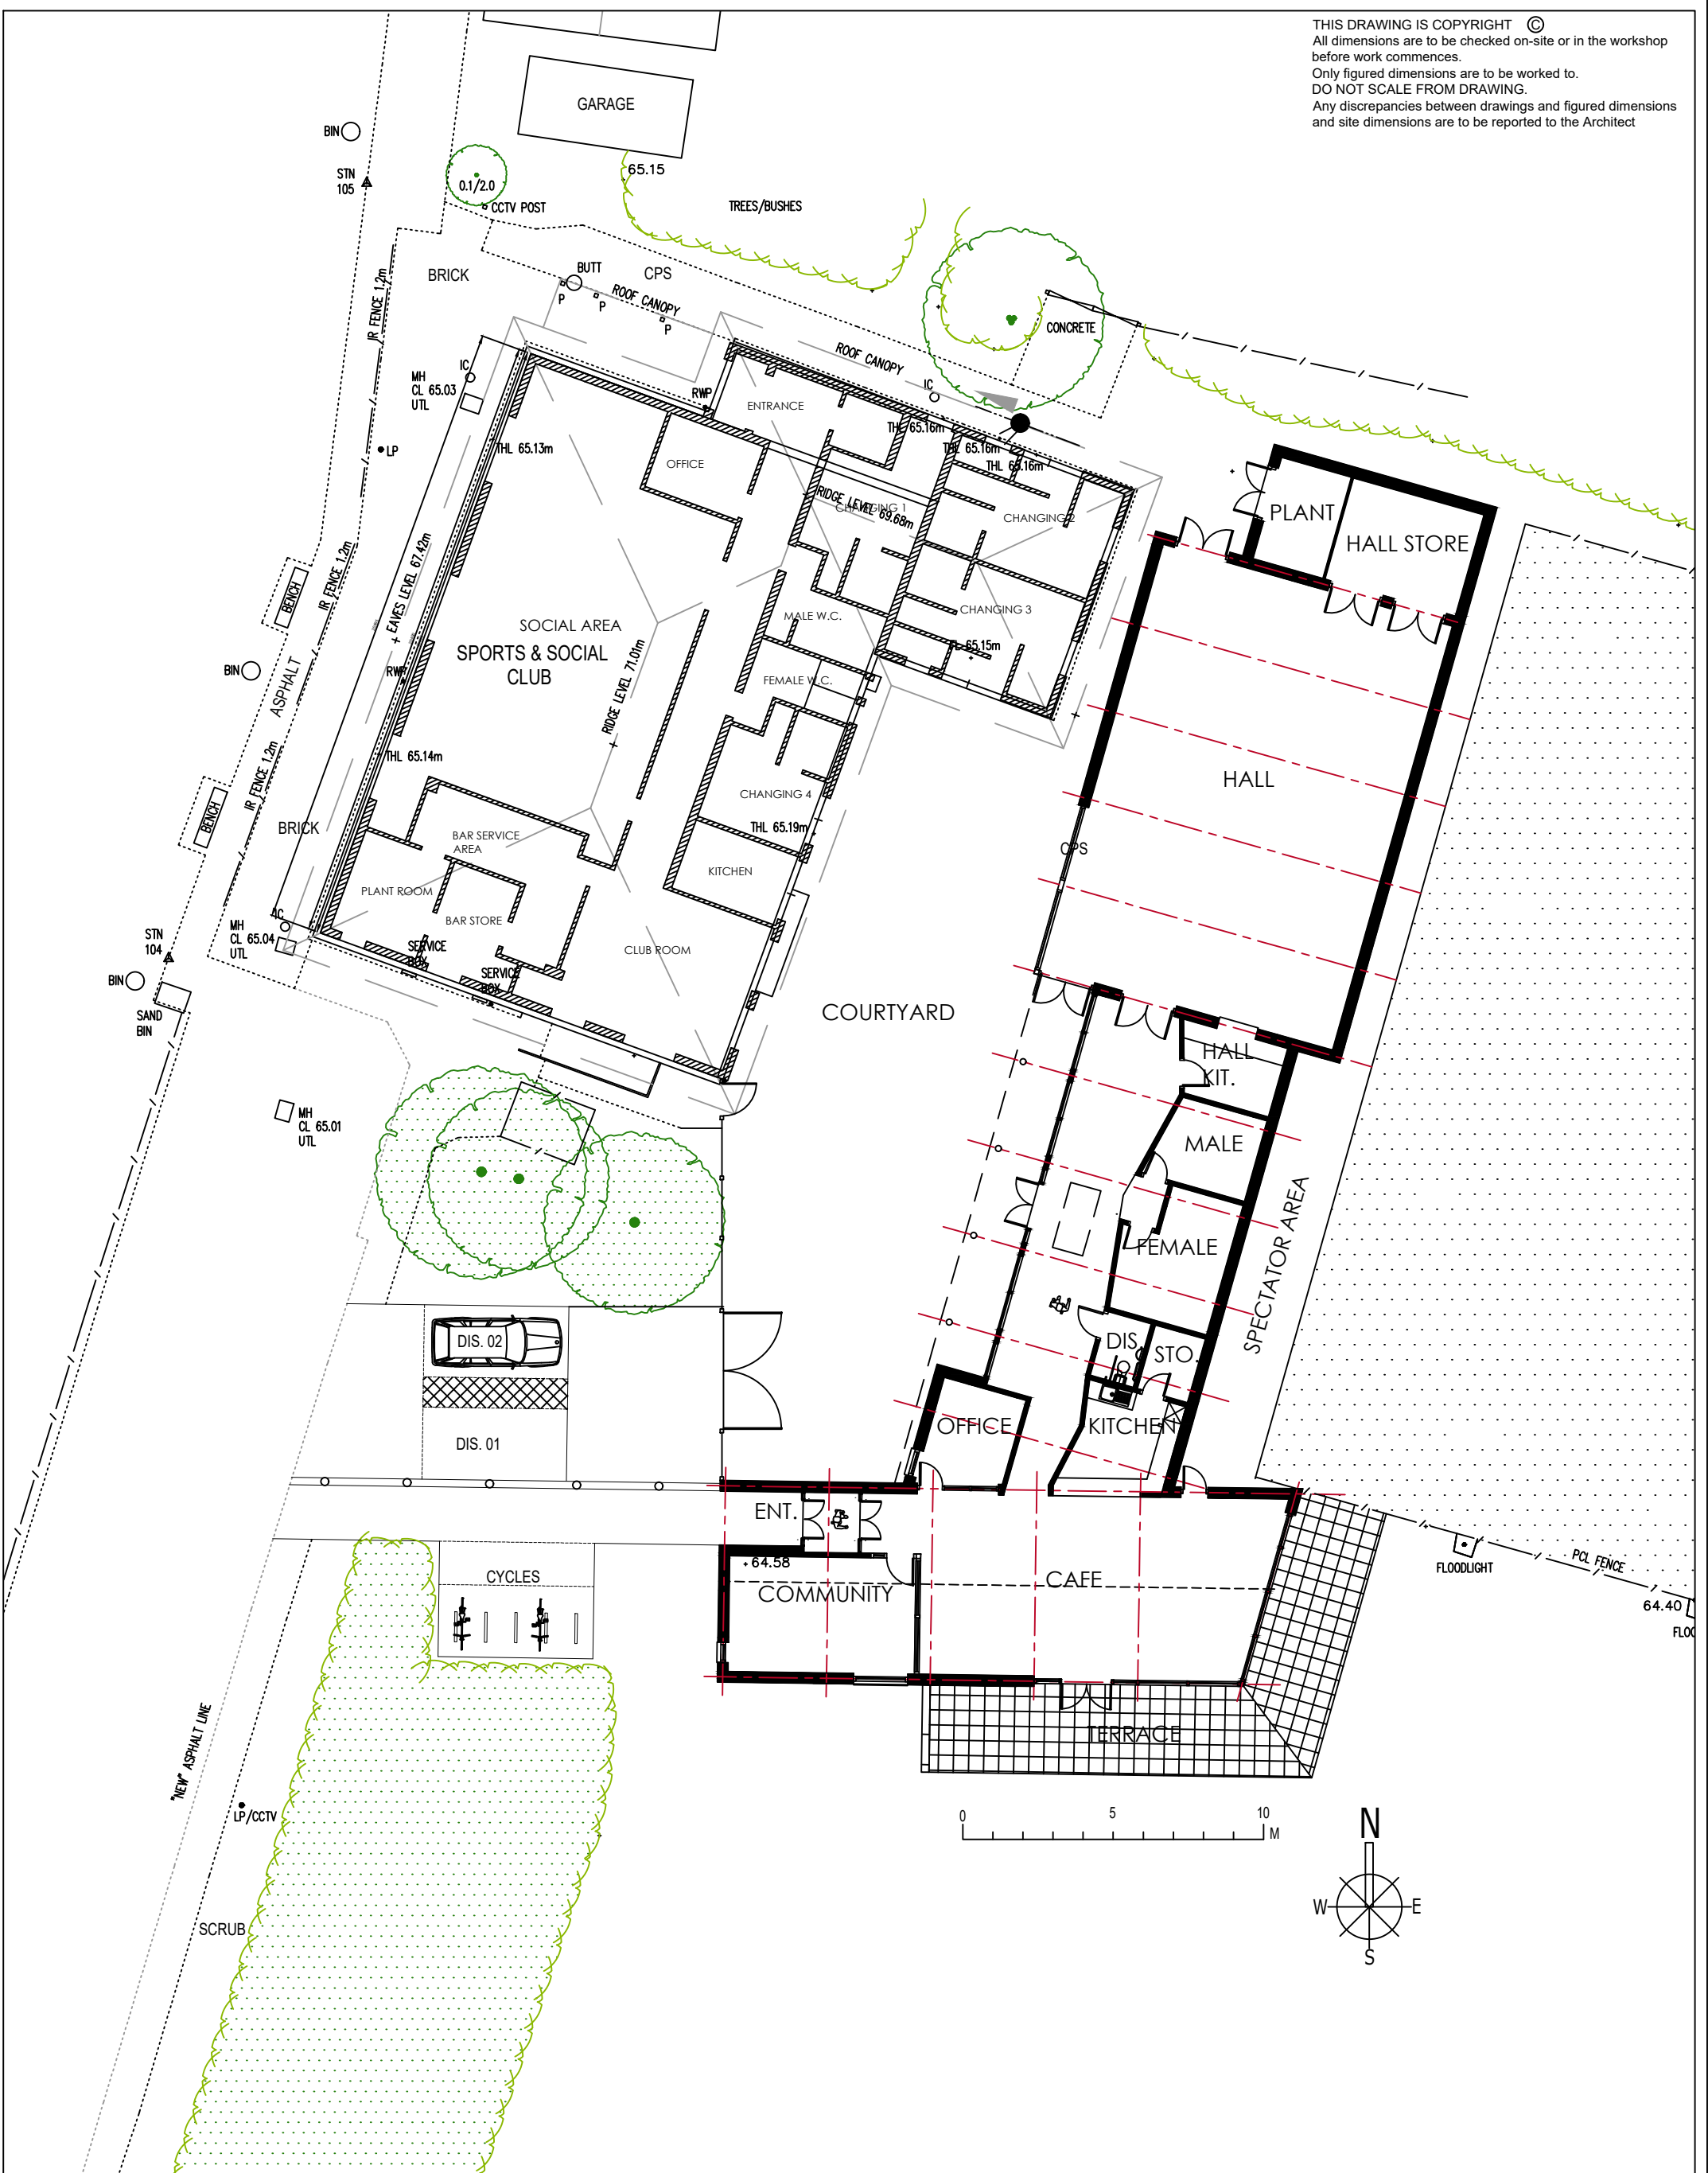 THIS DRAWING IS COPYRIGHT ©
All dimensions are to be checked on-site or in the workshop
before work commences.
Only figured dimensions are to be worked to.
DO NOT SCALE FROM DRAWING.
Any discrepancies between drawings and figured dimensions
and site dimensions are to be reported to the Architect
GARAGE
BIN
STN
105
0.1/2.0
65.15
CCTV POST
TREES/BUSHES
BRICK
BUTT
CPS
P
P
P
ROOF CANOPY
IR FENCE 1.2m
CONCRETE
ROOF CANOPY
IC
MH
CL 65.03
UTL
IC
RWP
ENTRANCE
LP
THL 65.13m
OFFICE
THL 65.16m
THL 65.16m
THL 65.16m
RIDGE LEVEL 69.68m
CHANGING 1
CHANGING 2
PLANT
HALL STORE
EAVES LEVEL 67.42m
IR FENCE 1.2m
BENCH
SOCIAL AREA
SPORTS & SOCIAL
CLUB
MALE W.C.
CHANGING 3
FL 65.15m
BIN
RWP
ASPHALT
FEMALE W.C.
RIDGE LEVEL 71.01m
THL 65.14m
IR FENCE 1.2m
HALL
BENCH
BRICK
CHANGING 4
THL 65.19m
BAR SERVICE
AREA
CPS
KITCHEN
PLANT ROOM
BAR STORE
IC
MH
CL 65.04
UTL
STN
104
SERVICE
BOX
SERVICE
BOX
CLUB ROOM
BIN
SAND
BIN
COURTYARD
HALL
KIT.
MH
CL 65.01
UTL
MALE
SPECTATOR AREA
FEMALE
DIS. 02
DIS.
STO.
DIS. 01
OFFICE
KITCHEN
ENT.
64.58
COMMUNITY
CAFE
CYCLES
FLOODLIGHT
PCL FENCE
64.40
FLOO
TERRACE
"NEW" ASPHALT LINE
LP/CCTV
0
5
10
M
N
W
E
S
SCRUB